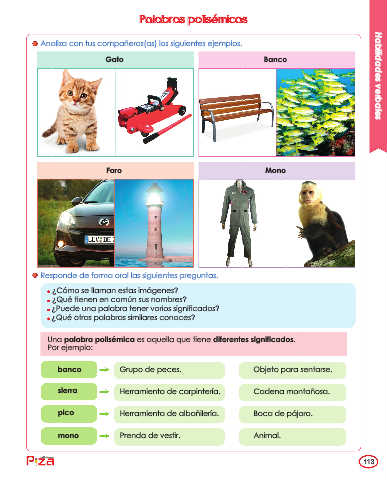 Palabras polisémicas
Habilidades verbales
Analiza con tus compañeros(as) los siguientes ejemplos.
Gato
Banco
Faro
Mono
Responde de forma oral las siguientes preguntas.
¿Cómo se llaman estas imágenes?
¿Qué tienen en común sus nombres?
¿Puede una palabra tener varios significados?
¿Qué otras palabras similares conoces?
Una palabra polisémica es aquella que tiene diferentes significados.
Por ejemplo:
banco Grupo de peces. Objeto para sentarse.
sierra Herramiento de carpintería. Cadena montañosa.
pico Herramiento de albañilería. Boca de pájaro.
mono Prenda de vestir. Animal.
113